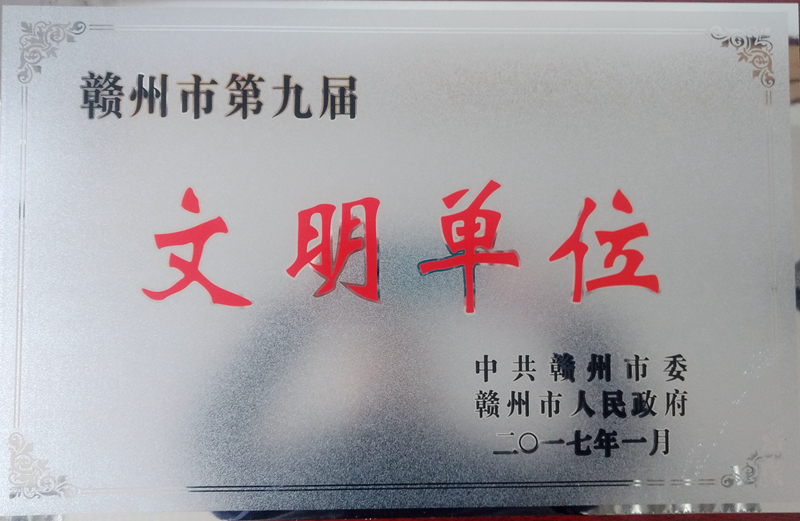 赣州市第九届
文明单位
中共赣州市委
赣州市人民政府
二〇一七年一月